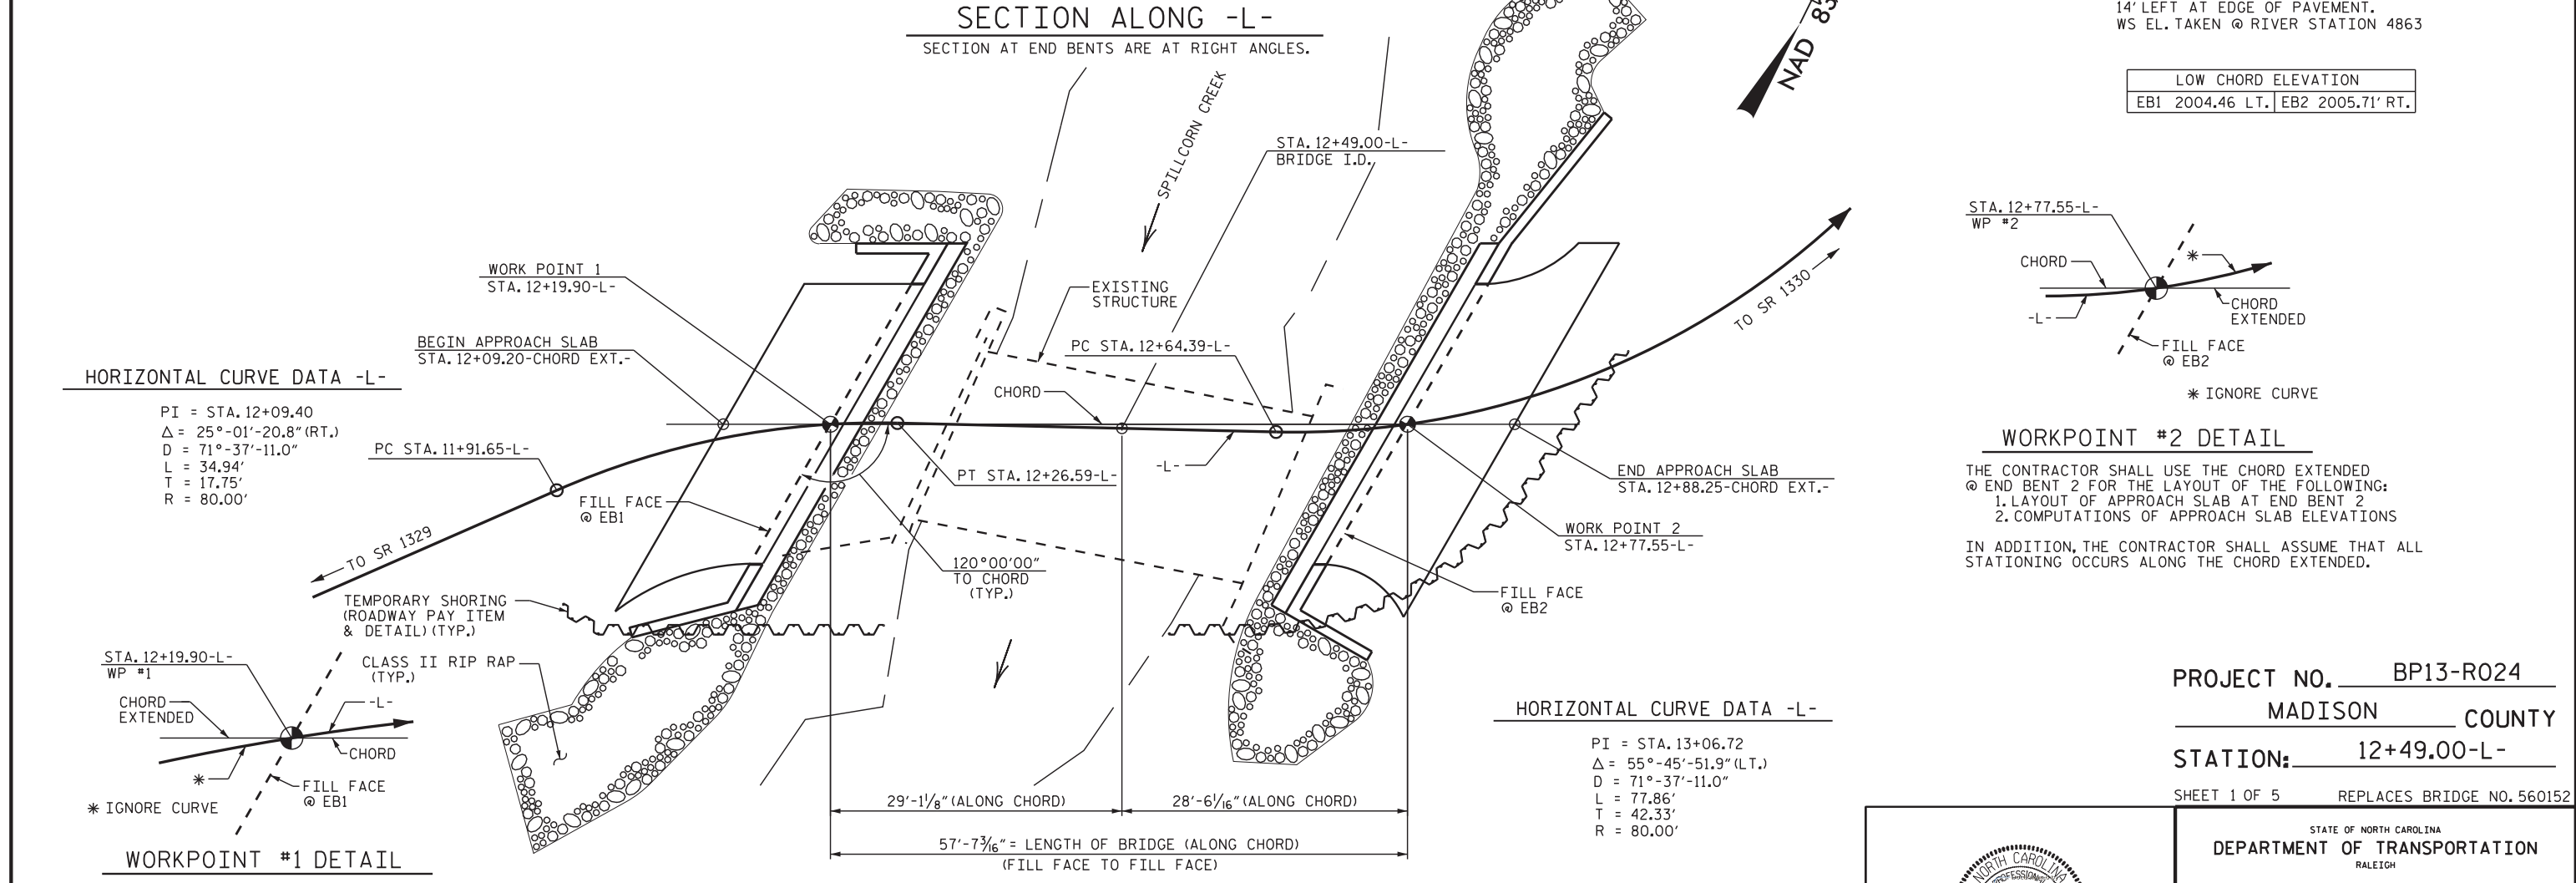 SECTION ALONG -L-
SECTION AT END BENTS ARE AT RIGHT ANGLES.
NAD 83
14' LEFT AT EDGE OF PAVEMENT.
WS EL. TAKEN @ RIVER STATION 4863
LOW CHORD ELEVATION
EB1 2004.46 LT. EB2 2005.71' RT.
SPILLCORN CREEK
STA. 12+49.00-L-
BRIDGE I.D.
WORK POINT 1
STA. 12+19.90-L-
EXISTING
STRUCTURE
BEGIN APPROACH SLAB
STA. 12+09.20-CHORD EXT.-
PC STA. 12+64.39-L-
CHORD
TO SR 1330
HORIZONTAL CURVE DATA -L-
PI = STA. 12+09.40
Δ = 25°-01'-20.8" (RT.)
D = 71°-37'-11.0"
L = 34.94'
T = 17.75'
R = 80.00'
PC STA. 11+91.65-L-
PT STA. 12+26.59-L-
-L-
FILL FACE
@ EB1
TO SR 1329
120°00'00"
TO CHORD
(TYP.)
END APPROACH SLAB
STA. 12+88.25-CHORD EXT.-
WORK POINT 2
STA. 12+77.55-L-
FILL FACE
@ EB2
TEMPORARY SHORING
(ROADWAY PAY ITEM
& DETAIL) (TYP.)
CLASS II RIP RAP
(TYP.)
STA. 12+19.90-L-
WP #1
CHORD
EXTENDED
-L-
CHORD
*
FILL FACE
@ EB1
* IGNORE CURVE
WORKPOINT #1 DETAIL
29'-1⅛" (ALONG CHORD)
28'-6 1/16" (ALONG CHORD)
57'-7 3/16" = LENGTH OF BRIDGE (ALONG CHORD)
(FILL FACE TO FILL FACE)
HORIZONTAL CURVE DATA -L-
PI = STA. 13+06.72
Δ = 55°-45'-51.9" (LT.)
D = 71°-37'-11.0"
L = 77.86'
T = 42.33'
R = 80.00'
STA. 12+77.55-L-
WP #2
CHORD
*
-L-
CHORD
EXTENDED
FILL FACE
@ EB2
* IGNORE CURVE
WORKPOINT #2 DETAIL
THE CONTRACTOR SHALL USE THE CHORD EXTENDED
@ END BENT 2 FOR THE LAYOUT OF THE FOLLOWING:
1. LAYOUT OF APPROACH SLAB AT END BENT 2
2. COMPUTATIONS OF APPROACH SLAB ELEVATIONS
IN ADDITION, THE CONTRACTOR SHALL ASSUME THAT ALL
STATIONING OCCURS ALONG THE CHORD EXTENDED.
PROJECT NO. BP13-R024
MADISON COUNTY
STATION: 12+49.00-L-
SHEET 1 OF 5 REPLACES BRIDGE NO. 560152
STATE OF NORTH CAROLINA
DEPARTMENT OF TRANSPORTATION
RALEIGH
NORTH CAROLINA